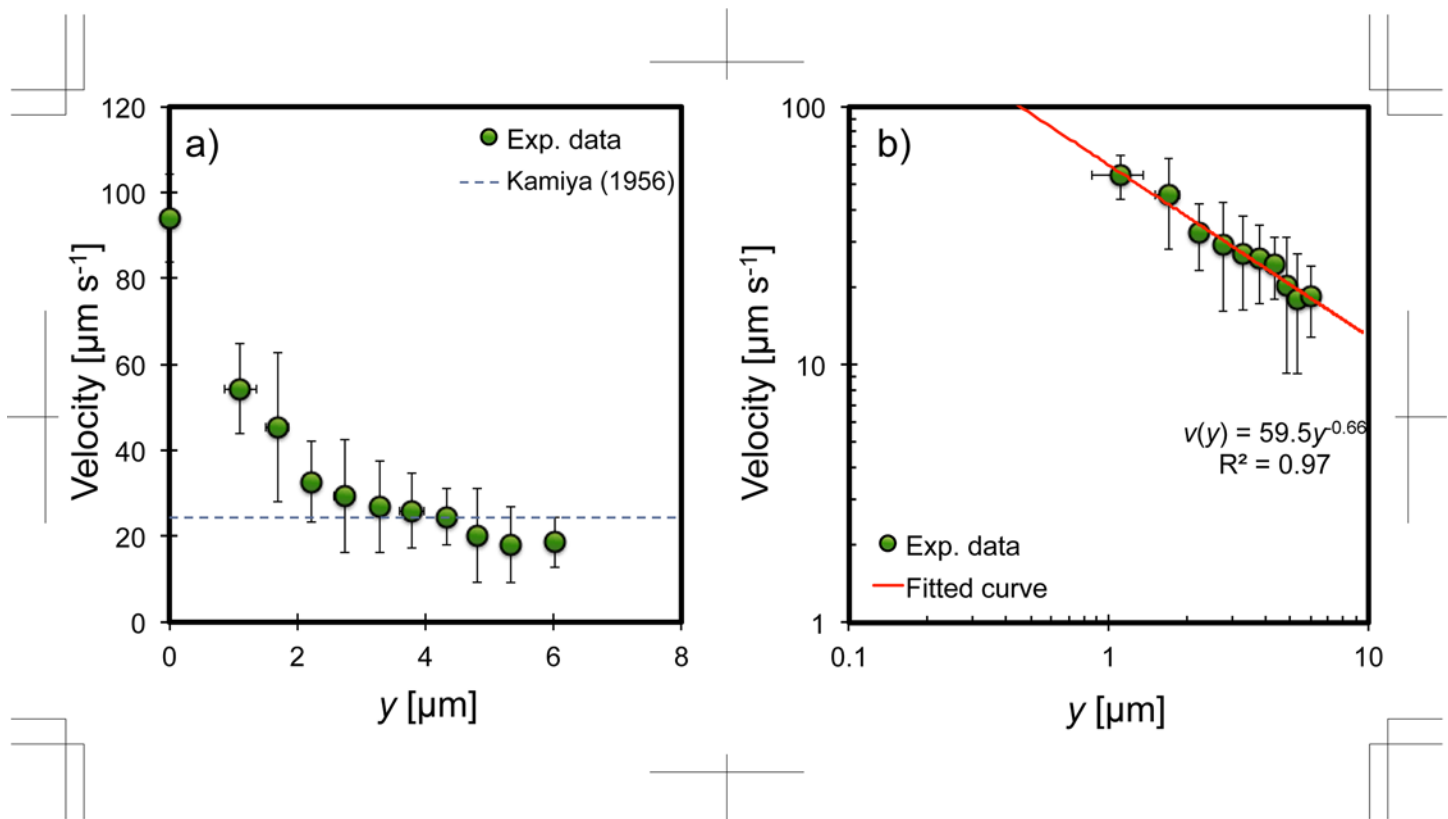 a)
Exp. data
Kamiya (1956)
120
100
80
60
40
20
0
Velocity [µm s⁻¹]
0 2 4 6 8
y [µm]
b)
100
10
1
Velocity [µm s⁻¹]
v(y) = 59.5y⁻⁰·⁶⁶
R² = 0.97
Exp. data
Fitted curve
0.1 1 10
y [µm]